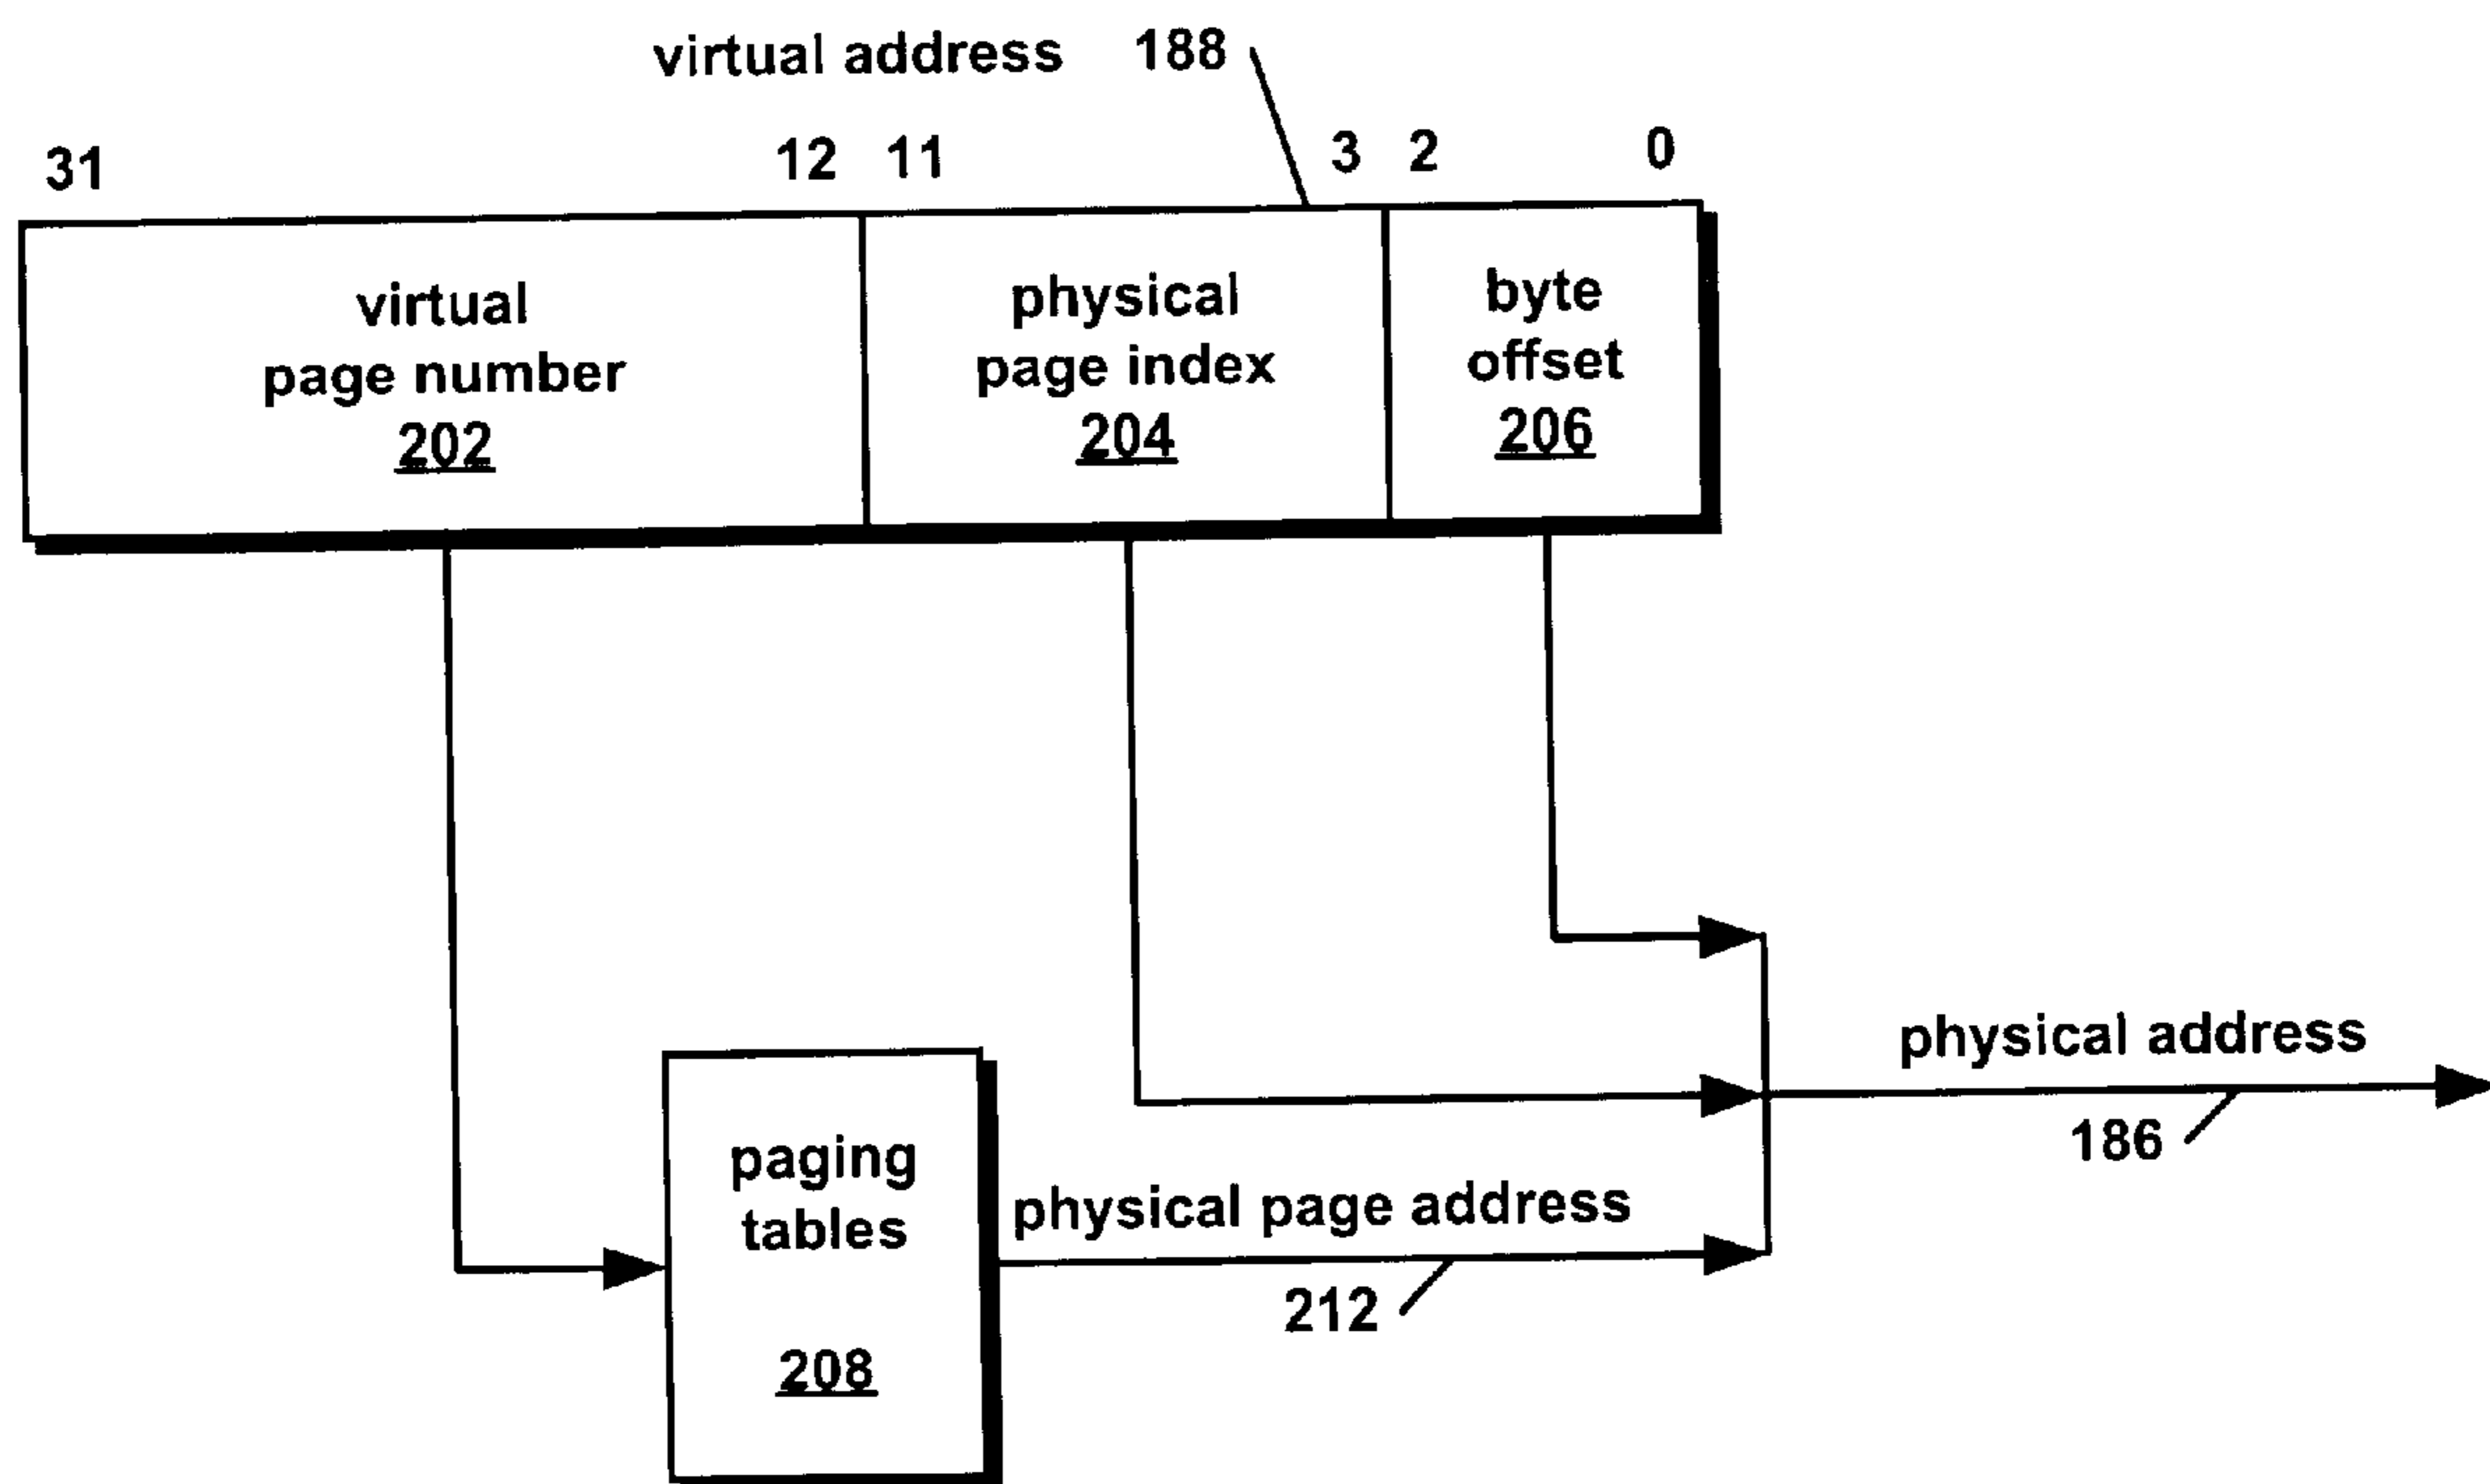 virtual address 188
31 12 11 3 2 0
virtual
page number
202
physical
page index
204
byte
offset
206
physical address
186
paging
tables
208
physical page address
212